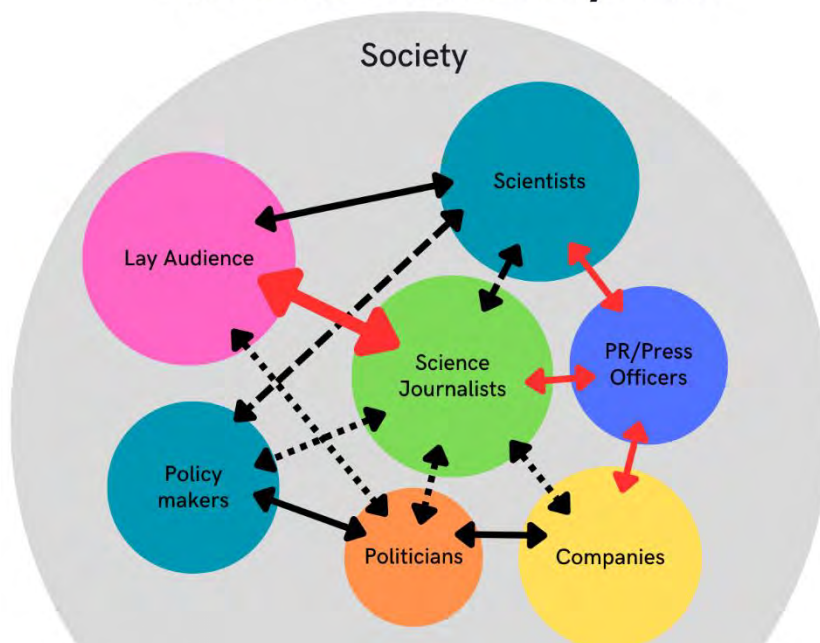 Society
Scientists
Lay Audience
Science
Journalists
PR/Press
Officers
Policy
makers
Politicians
Companies